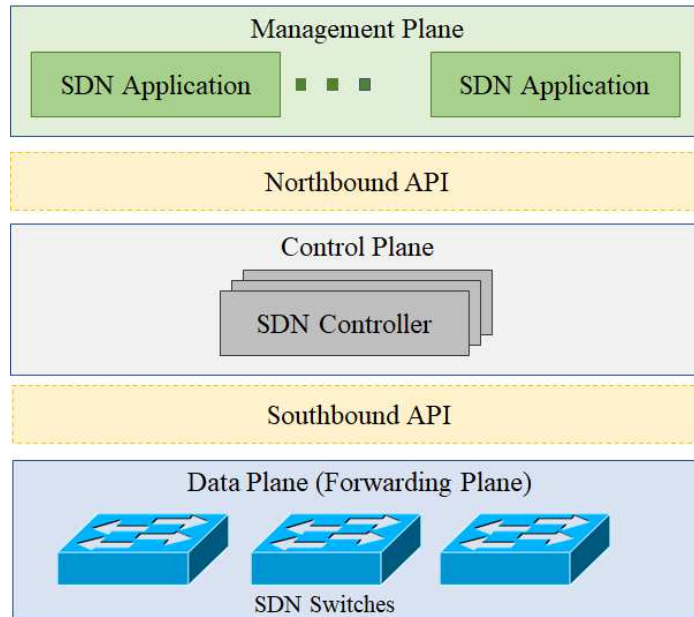 Management Plane
SDN Application
SDN Application
Northbound API
Control Plane
SDN Controller
Southbound API
Data Plane (Forwarding Plane)
SDN Switches